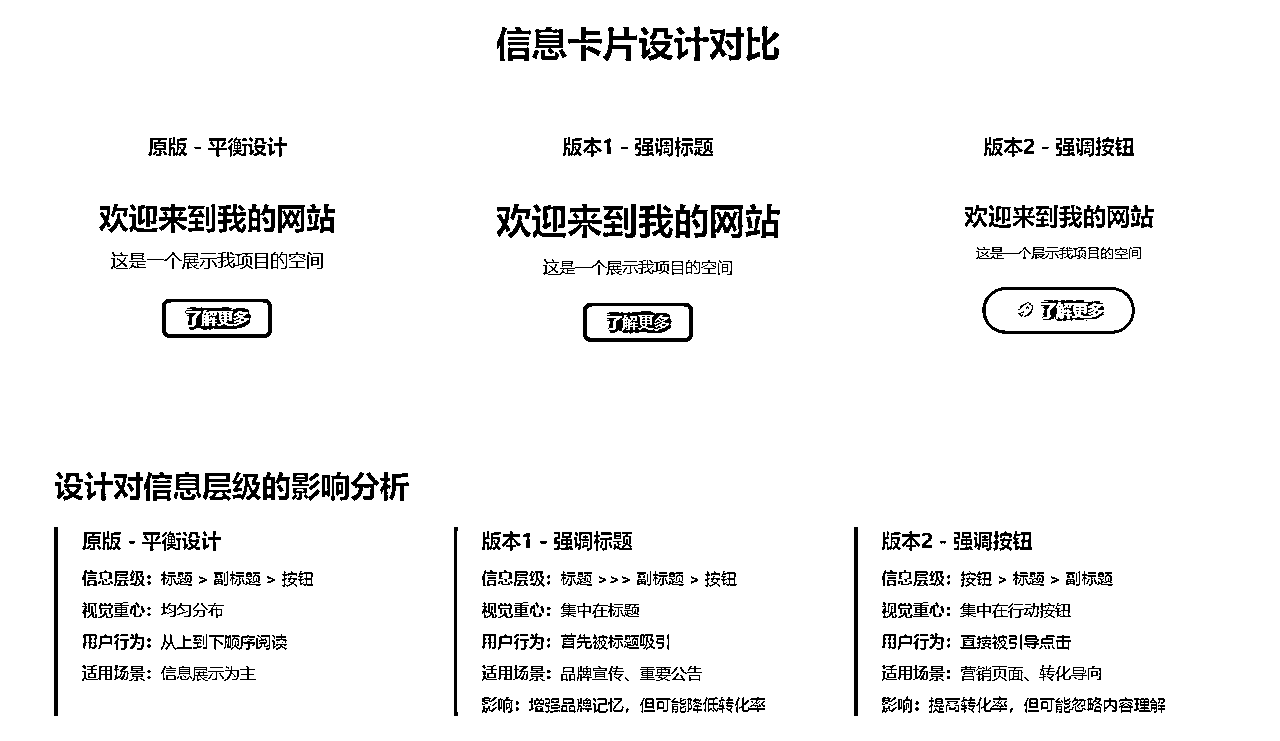 信息卡片设计对比
原版 - 平衡设计
欢迎来到我的网站
这是一个展示我项目的空间
了解更多
版本1 - 强调标题
欢迎来到我的网站
这是一个展示我项目的空间
了解更多
版本2 - 强调按钮
欢迎来到我的网站
这是一个展示我项目的空间
了解更多
设计对信息层级的影响分析
原版 - 平衡设计
信息层级：标题 > 副标题 > 按钮
视觉重心：均匀分布
用户行为：从上到下顺序阅读
适用场景：信息展示为主
版本1 - 强调标题
信息层级：标题 >>> 副标题 > 按钮
视觉重心：集中在标题
用户行为：首先被标题吸引
适用场景：品牌宣传、重要公告
影响：增强品牌记忆，但可能降低转化率
版本2 - 强调按钮
信息层级：按钮 > 标题 > 副标题
视觉重心：集中在行动按钮
用户行为：直接被引导点击
适用场景：营销页面、转化导向
影响：提高转化率，但可能忽略内容理解